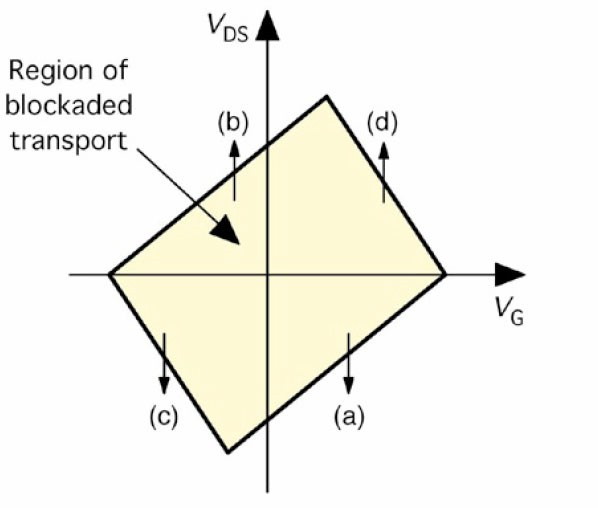 V_DS
Region of
blockaded
transport
(b)
(d)
V_G
(c)
(a)